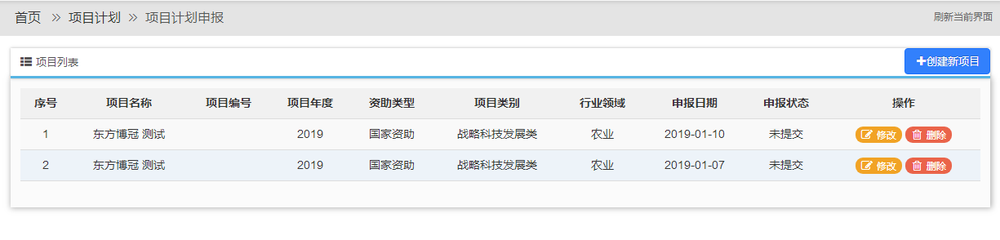 首页 » 项目计划 » 项目计划申报 刷新当前界面
项目列表 +创建新项目
序号 项目名称 项目编号 项目年度 资助类型 项目类别 行业领域 申报日期 申报状态 操作
1 东方博冠 测试 2019 国家资助 战略科技发展类 农业 2019-01-10 未提交 修改 删除
2 东方博冠 测试 2019 国家资助 战略科技发展类 农业 2019-01-07 未提交 修改 删除